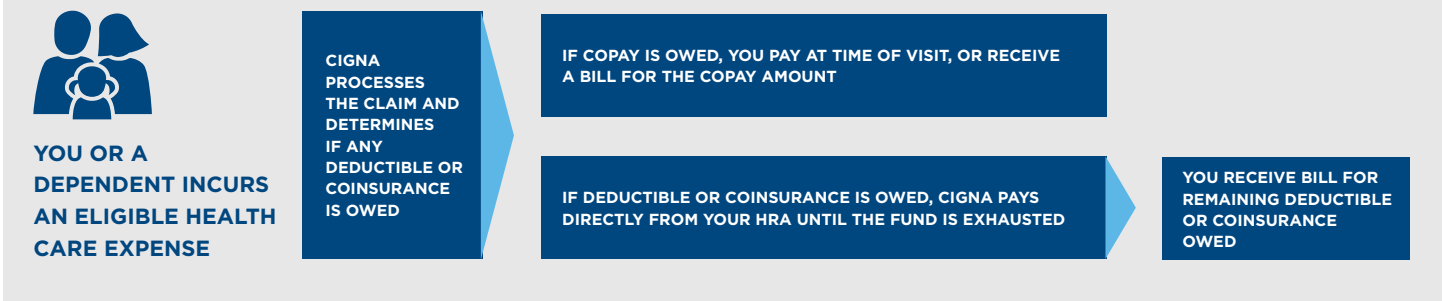 YOU OR A
DEPENDENT INCURS
AN ELIGIBLE HEALTH
CARE EXPENSE
CIGNA
PROCESSES
THE CLAIM AND
DETERMINES
IF ANY
DEDUCTIBLE OR
COINSURANCE
IS OWED
IF COPAY IS OWED, YOU PAY AT TIME OF VISIT, OR RECEIVE
A BILL FOR THE COPAY AMOUNT
IF DEDUCTIBLE OR COINSURANCE IS OWED, CIGNA PAYS
DIRECTLY FROM YOUR HRA UNTIL THE FUND IS EXHAUSTED
YOU RECEIVE BILL FOR
REMAINING DEDUCTIBLE
OR COINSURANCE
OWED